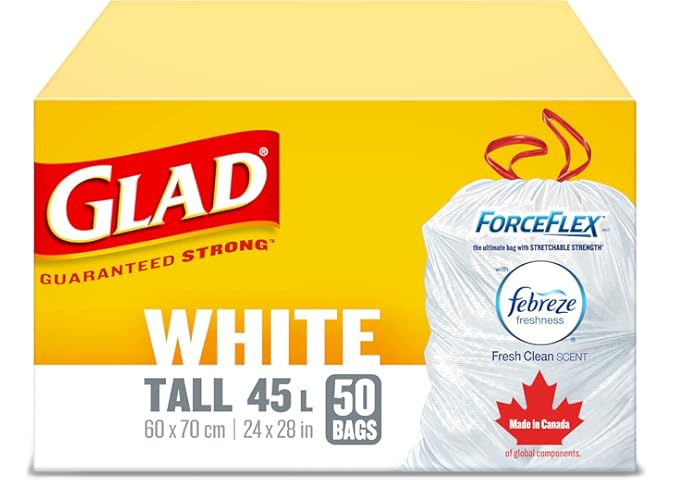 GLAD®
GUARANTEED STRONG™
WHITE
TALL 45 L
60 x 70 cm | 24 x 28 in
50
BAGS
FORCEFLEX
the ultimate bag with STRETCHABLE STRENGTH*
with
febreze
freshness
Fresh Clean SCENT
Made in Canada
of global components.